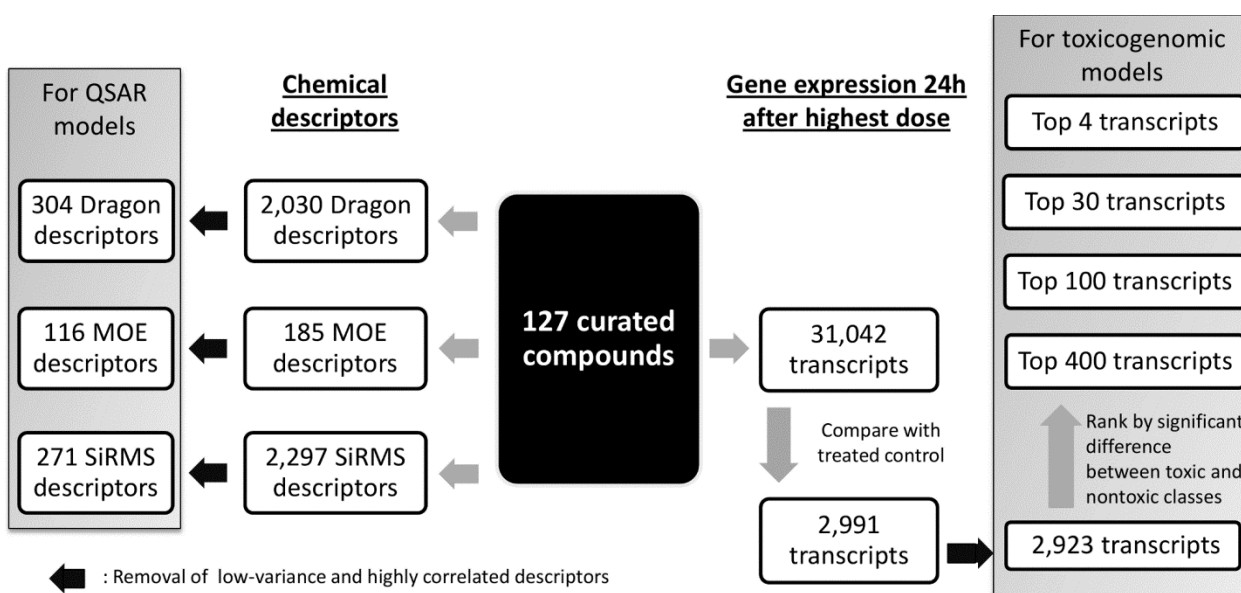 For QSAR
models
304 Dragon
descriptors
116 MOE
descriptors
271 SiRMS
descriptors
Chemical
descriptors
2,030 Dragon
descriptors
185 MOE
descriptors
2,297 SiRMS
descriptors
127 curated
compounds
Gene expression 24h
after highest dose
31,042
transcripts
Compare with
treated control
2,991
transcripts
For toxicogenomic
models
Top 4 transcripts
Top 30 transcripts
Top 100 transcripts
Top 400 transcripts
Rank by significant
difference
between toxic and
nontoxic classes
2,923 transcripts
: Removal of low-variance and highly correlated descriptors